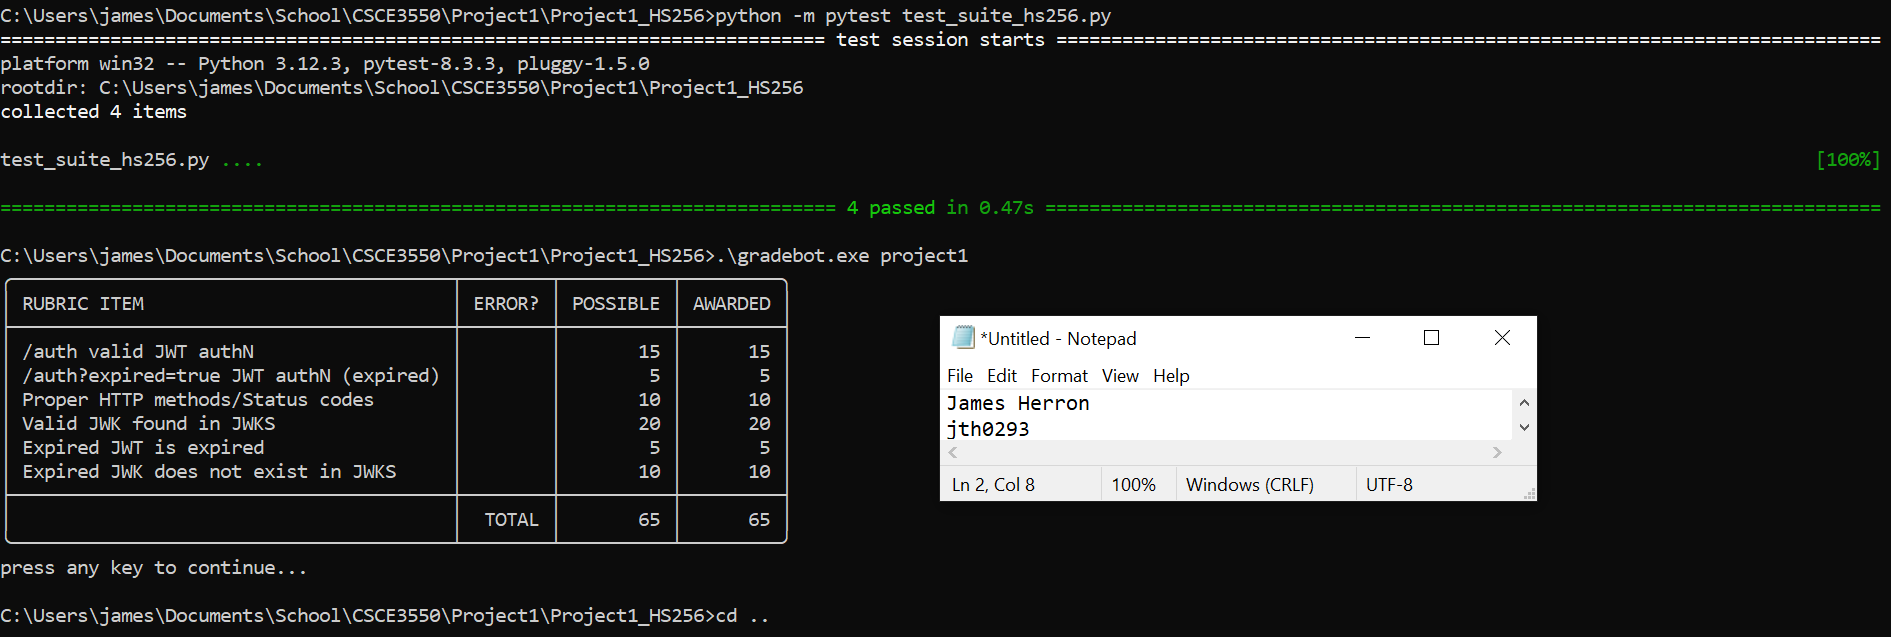 C:\Users\james\Documents\School\CSCE3550\Project1\Project1_HS256>python -m pytest test_suite_hs256.py
=========================================================================== test session starts ===========================================================================
platform win32 -- Python 3.12.3, pytest-8.3.3, pluggy-1.5.0
rootdir: C:\Users\james\Documents\School\CSCE3550\Project1\Project1_HS256
collected 4 items
test_suite_hs256.py .... [100%]
============================================================================ 4 passed in 0.47s ============================================================================
C:\Users\james\Documents\School\CSCE3550\Project1\Project1_HS256>.\gradebot.exe project1
RUBRIC ITEM ERROR? POSSIBLE AWARDED
/auth valid JWT authN 15 15
/auth?expired=true JWT authN (expired) 5 5
Proper HTTP methods/Status codes 10 10
Valid JWK found in JWKS 20 20
Expired JWT is expired 5 5
Expired JWK does not exist in JWKS 10 10
TOTAL 65 65
press any key to continue...
C:\Users\james\Documents\School\CSCE3550\Project1\Project1_HS256>cd ..
*Untitled - Notepad
File Edit Format View Help
James Herron
jth0293
Ln 2, Col 8 100% Windows (CRLF) UTF-8